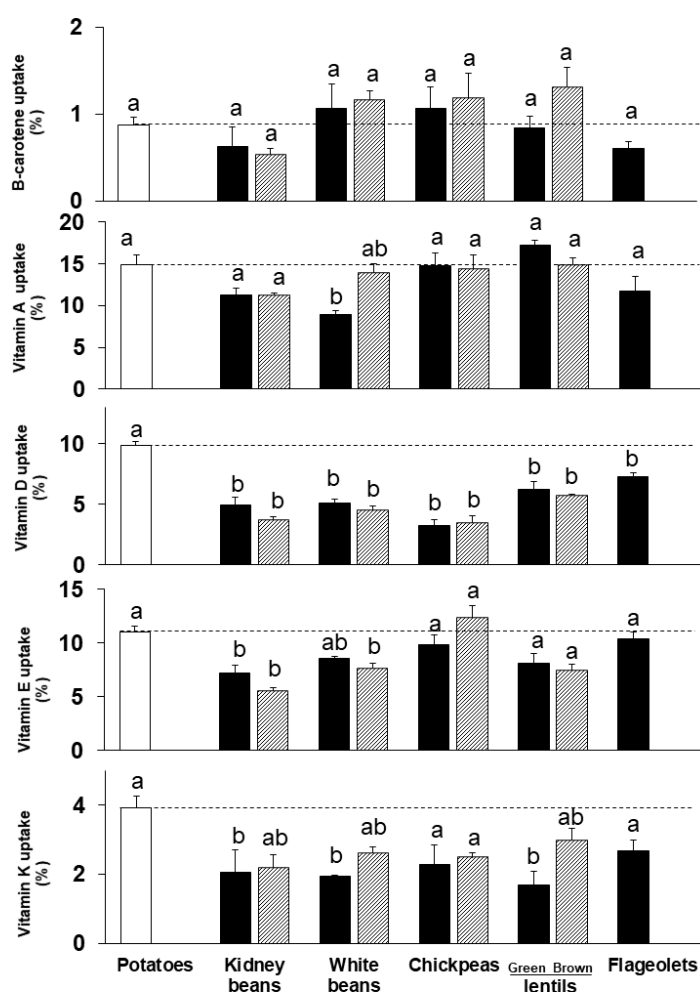 2
B-carotene uptake
(%)
1
0
a a a a a a a a a a
20
Vitamin A uptake
(%)
15
10
5
0
a a a b ab a a a a a
10
Vitamin D uptake
(%)
5
0
a b b b b b b b b b
15
Vitamin E uptake
(%)
10
5
0
a b b ab b a a a a a
4
Vitamin K uptake
(%)
2
0
a b ab b ab a a b ab a
Potatoes Kidney White Chickpeas Green Brown Flageolets
beans beans lentils